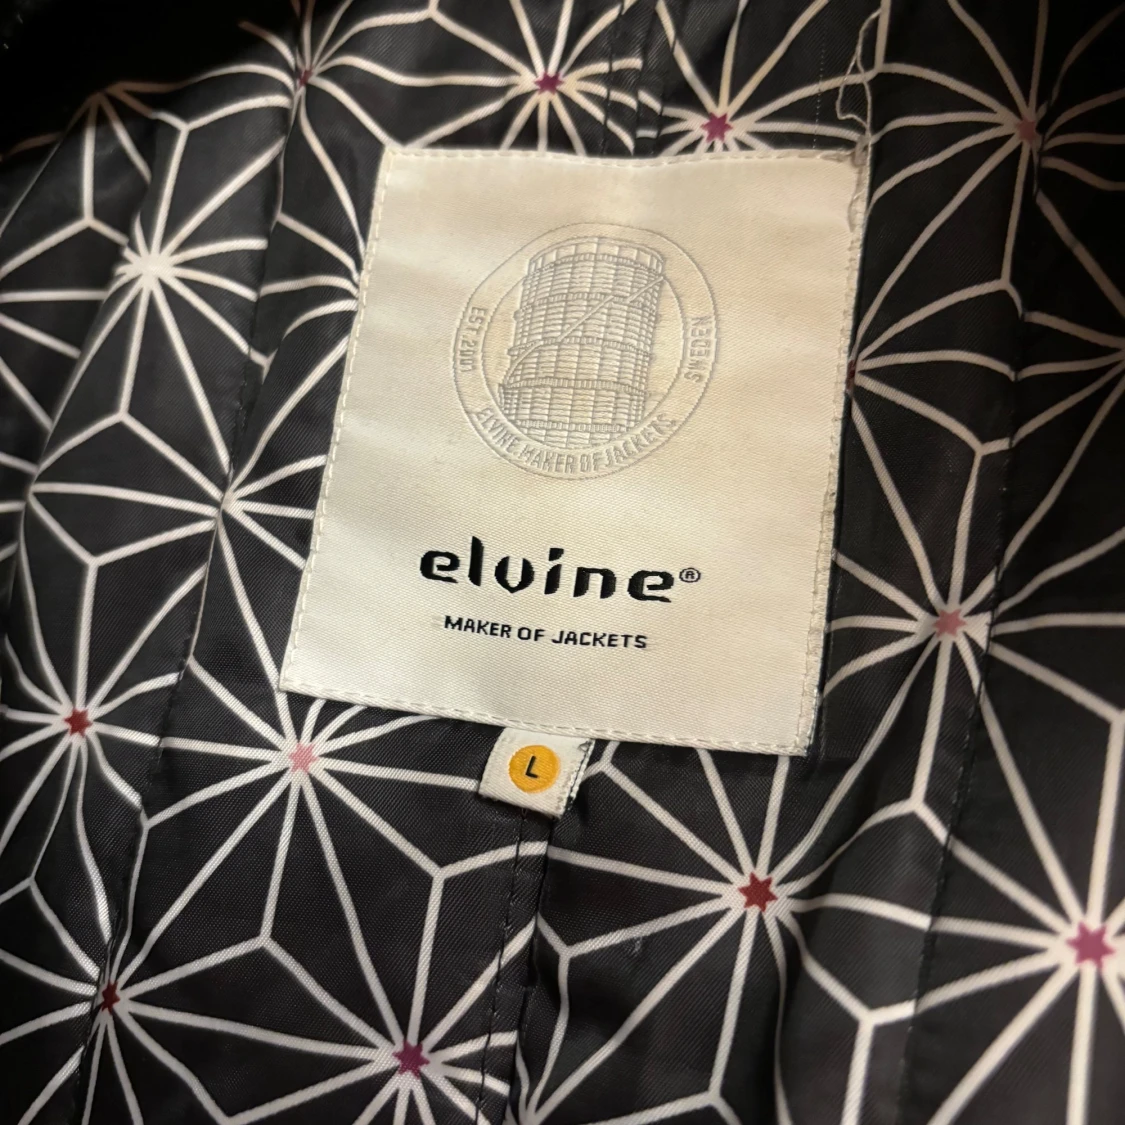 EST. 2001
SWEDEN
ELVINE. MAKER OF JACKETS
elvine®
MAKER OF JACKETS
L